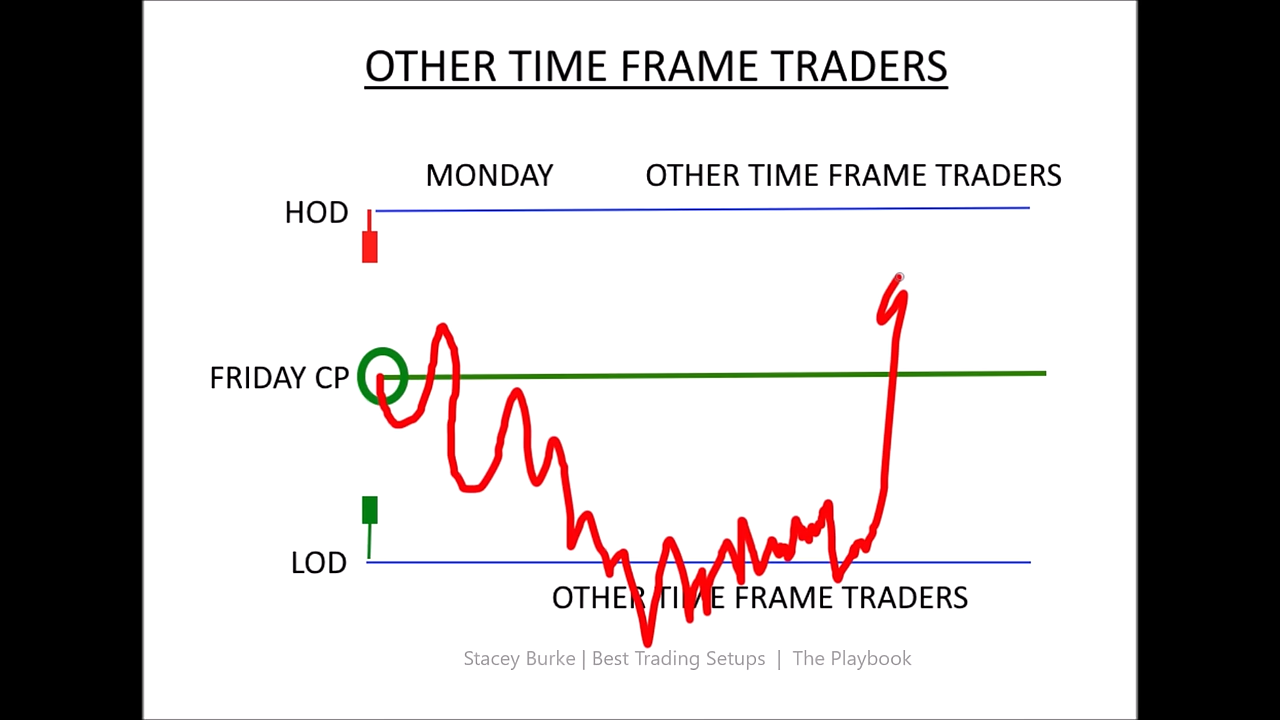 OTHER TIME FRAME TRADERS
MONDAY OTHER TIME FRAME TRADERS
HOD
FRIDAY CP
LOD
OTHER TIME FRAME TRADERS
Stacey Burke | Best Trading Setups | The Playbook